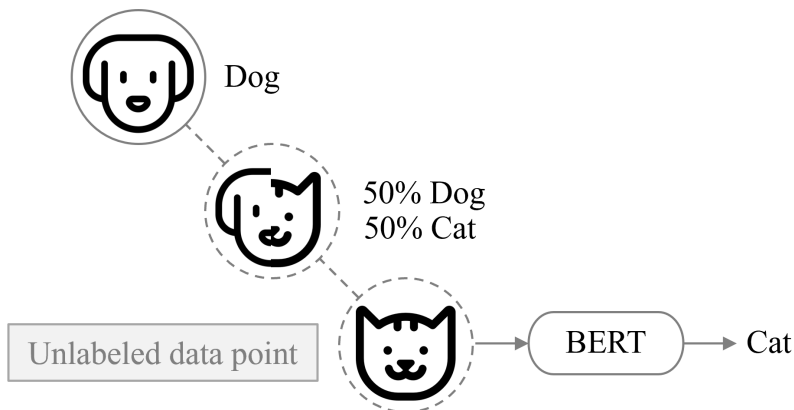 Dog
50% Dog
50% Cat
Unlabeled data point
BERT
Cat